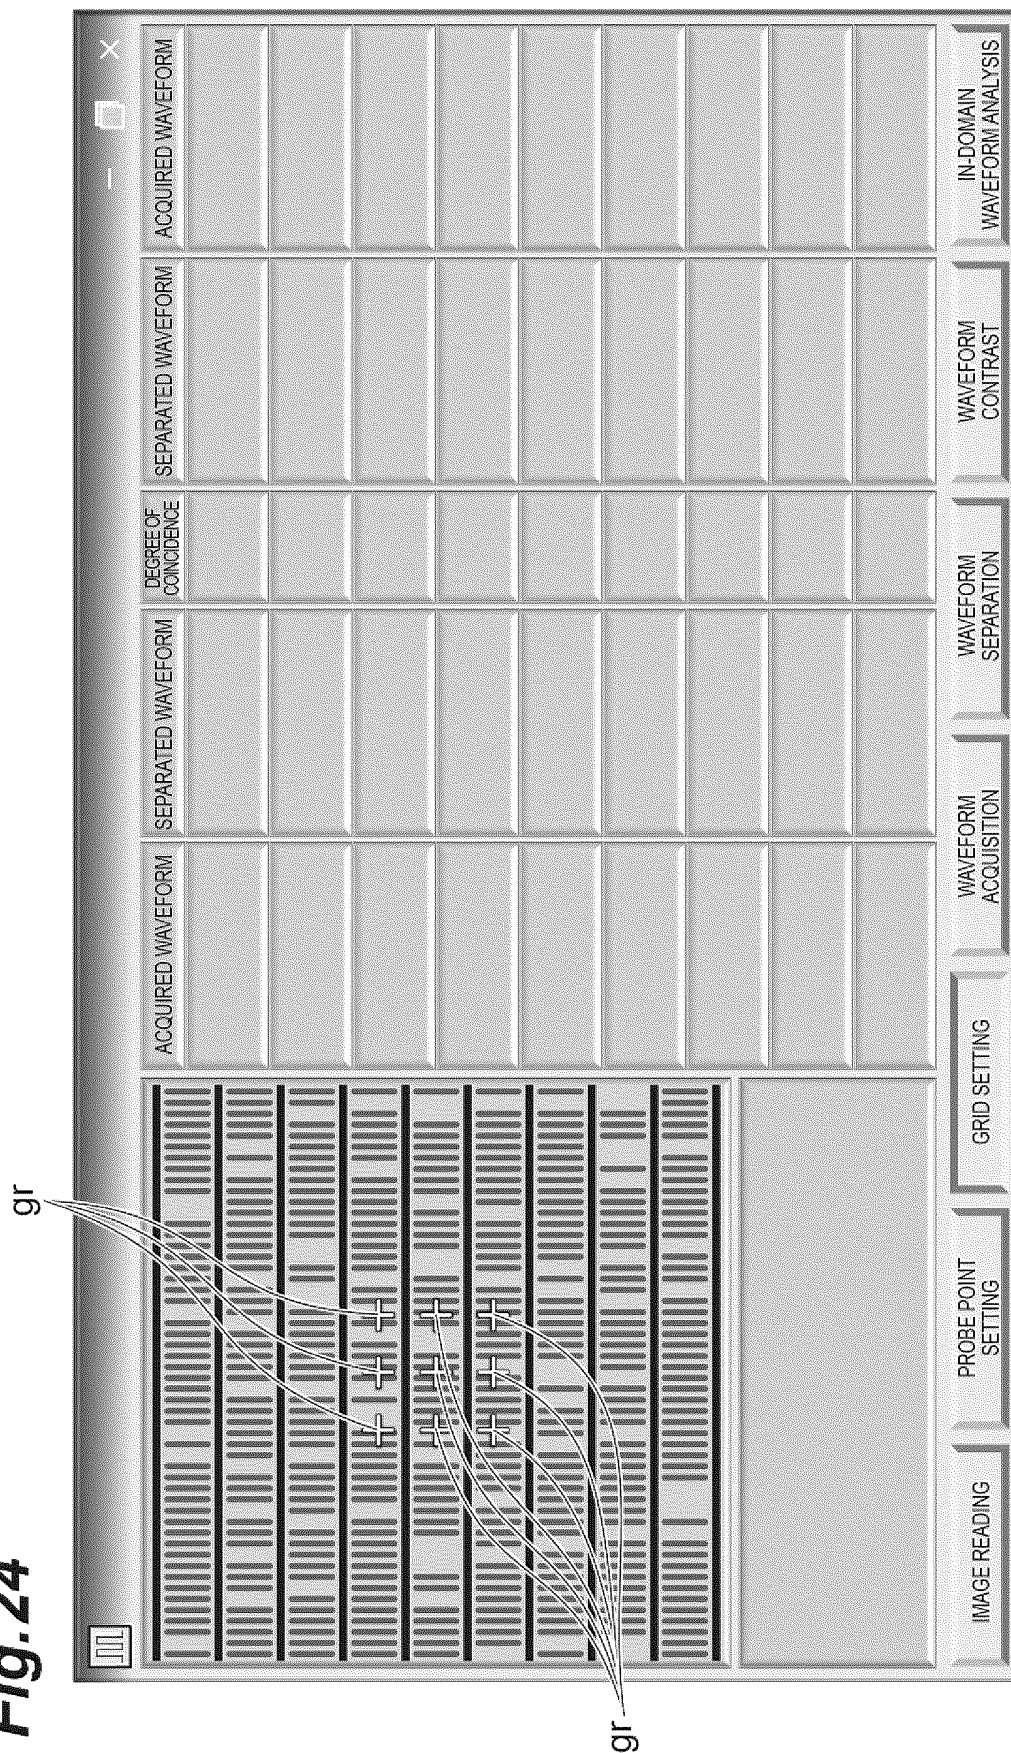 Fig.24
gr
ACQUIRED WAVEFORM
SEPARATED WAVEFORM
DEGREE OF
COINCIDENCE
SEPARATED WAVEFORM
ACQUIRED WAVEFORM
gr
IMAGE READING
PROBE POINT
SETTING
GRID SETTING
WAVEFORM
ACQUISITION
WAVEFORM
SEPARATION
WAVEFORM
CONTRAST
IN-DOMAIN
WAVEFORM ANALYSIS